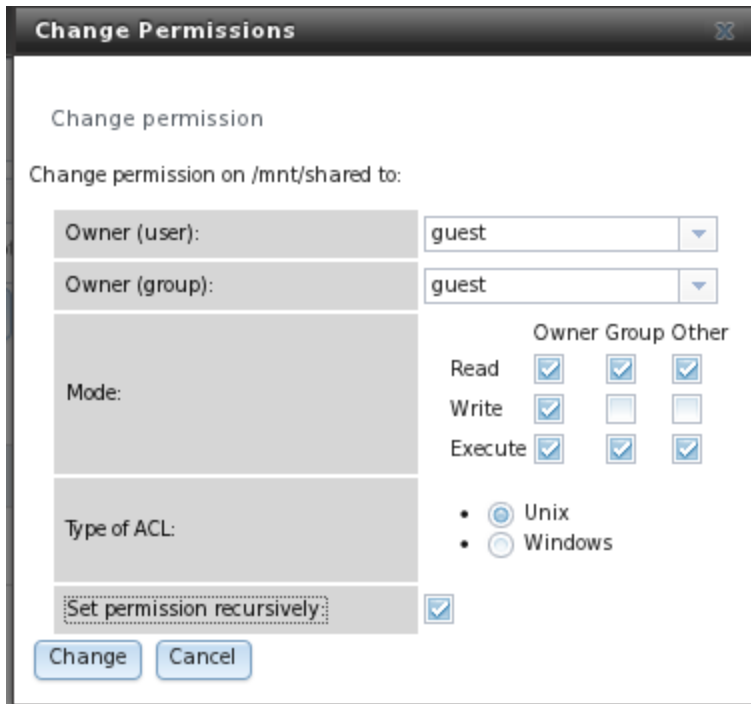 Change Permissions
Change permission
Change permission on /mnt/shared to:
Owner (user): guest
Owner (group): guest
Owner Group Other
Read
Mode:
Write
Execute
Type of ACL:
• Unix
• Windows
Set permission recursively:
Change Cancel